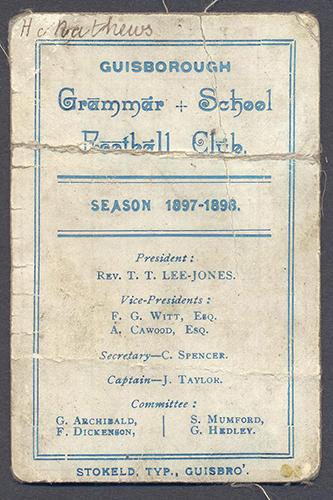 Mathews
GUISBOROUGH
Grammar + School
Football Club.
SEASON 1897-1898.
President :
REV. T. T. LEE-JONES.
Vice-Presidents :
F. G. WITT, ESQ.
A. CAWOOD, ESQ.
Secretary—C. SPENCER.
Captain—J. TAYLOR.
Committee :
G. ARCHIBALD, | S. MUMFORD,
F. DICKENSON, | G. HEDLEY.
STOKELD, TYP., GUISBRO'.